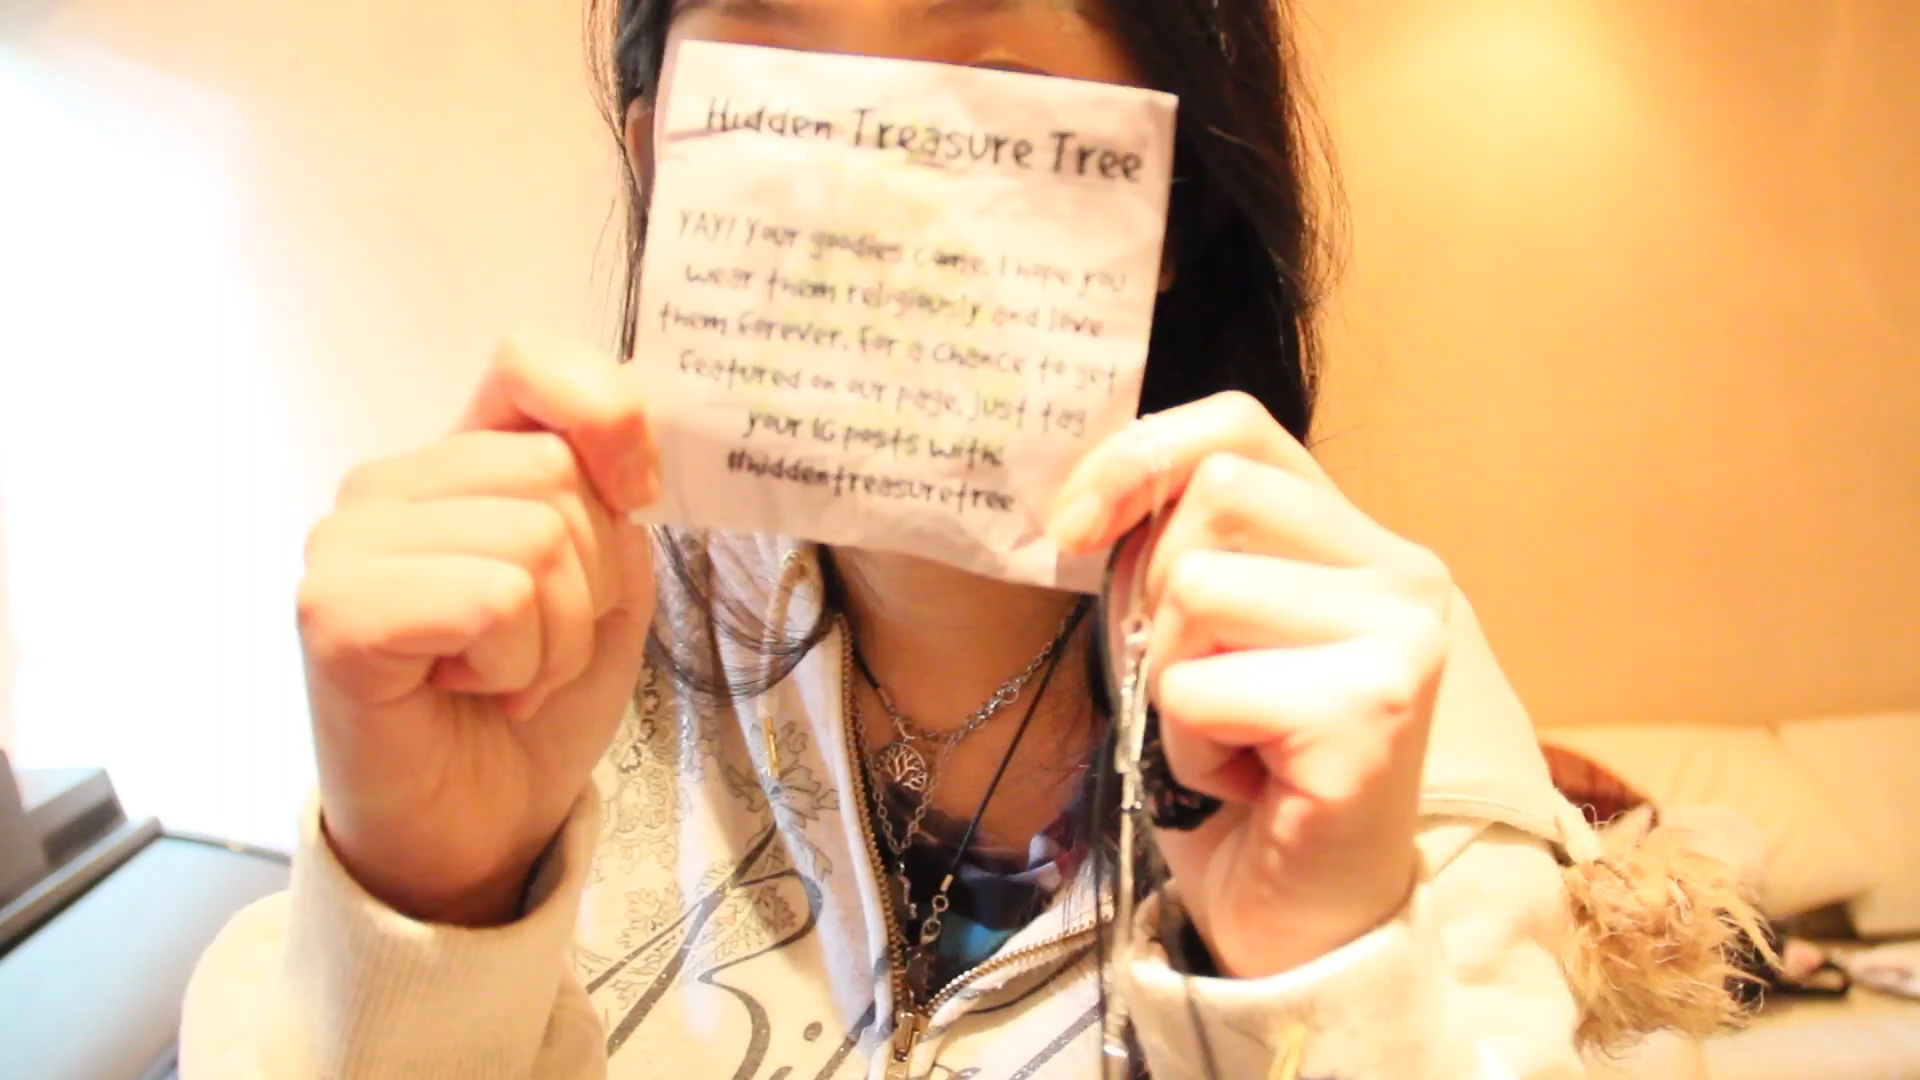 Hidden Treasure Tree
YAY! Your goodies came. I hope you
wear them religiously and love
them forever. For a chance to get
featured on our page, just tag
your IG posts with:
#hiddentreasuretree